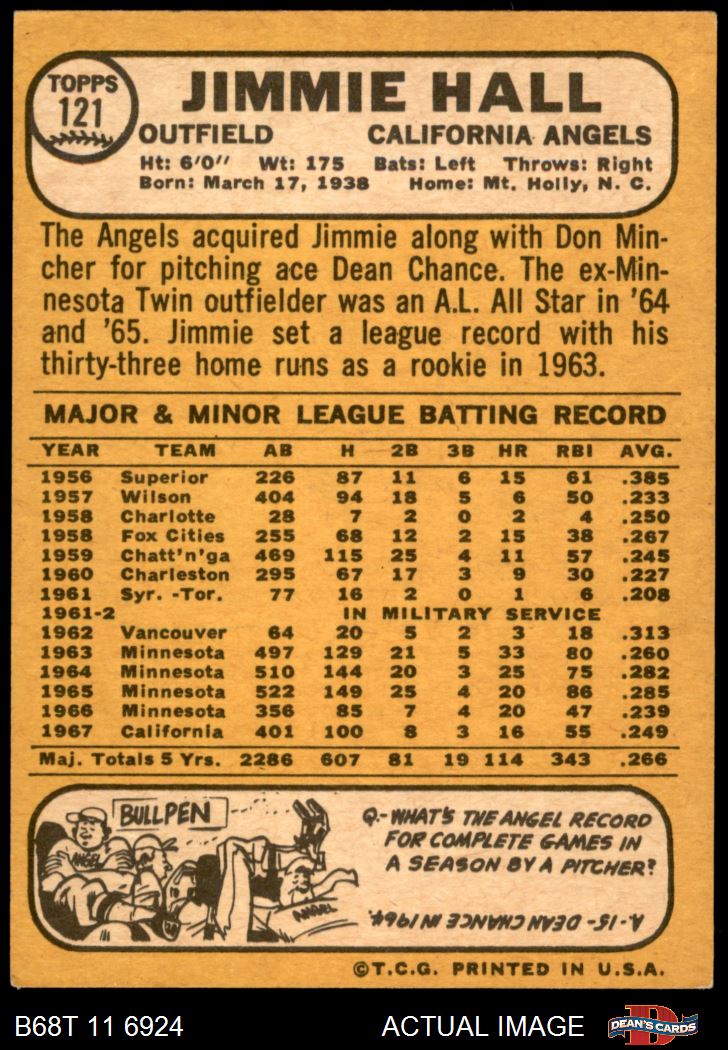 TOPPS
121
JIMMIE HALL
OUTFIELD CALIFORNIA ANGELS
Ht: 6'0" Wt: 175 Bats: Left Throws: Right
Born: March 17, 1938 Home: Mt. Holly, N. C.
The Angels acquired Jimmie along with Don Min-
cher for pitching ace Dean Chance. The ex-Min-
nesota Twin outfielder was an A.L. All Star in '64
and '65. Jimmie set a league record with his
thirty-three home runs as a rookie in 1963.
MAJOR & MINOR LEAGUE BATTING RECORD
YEAR TEAM AB H 2B 3B HR RBI AVG.
1956 Superior 226 87 11 6 15 61 .385
1957 Wilson 404 94 18 5 6 50 .233
1958 Charlotte 28 7 2 0 2 4 .250
1958 Fox Cities 255 68 12 2 15 38 .267
1959 Chatt'n'ga 469 115 25 4 11 57 .245
1960 Charleston 295 67 17 3 9 30 .227
1961 Syr. -Tor. 77 16 2 0 1 6 .208
1961-2 IN MILITARY SERVICE
1962 Vancouver 64 20 5 2 3 18 .313
1963 Minnesota 497 129 21 5 33 80 .260
1964 Minnesota 510 144 20 3 25 75 .282
1965 Minnesota 522 149 25 4 20 86 .285
1966 Minnesota 356 85 7 4 20 47 .239
1967 California 401 100 8 3 16 55 .249
Maj. Totals 5 Yrs. 2286 607 81 19 114 343 .266
BULLPEN
ANGEL
ANGEL
Q.-WHAT'S THE ANGEL RECORD
FOR COMPLETE GAMES IN
A SEASON BY A PITCHER?
A.-15- DEAN CHANCE IN 1964.
©T.C.G. PRINTED IN U.S.A.
B68T 11 6924 ACTUAL IMAGE
D
DEAN'S CARDS